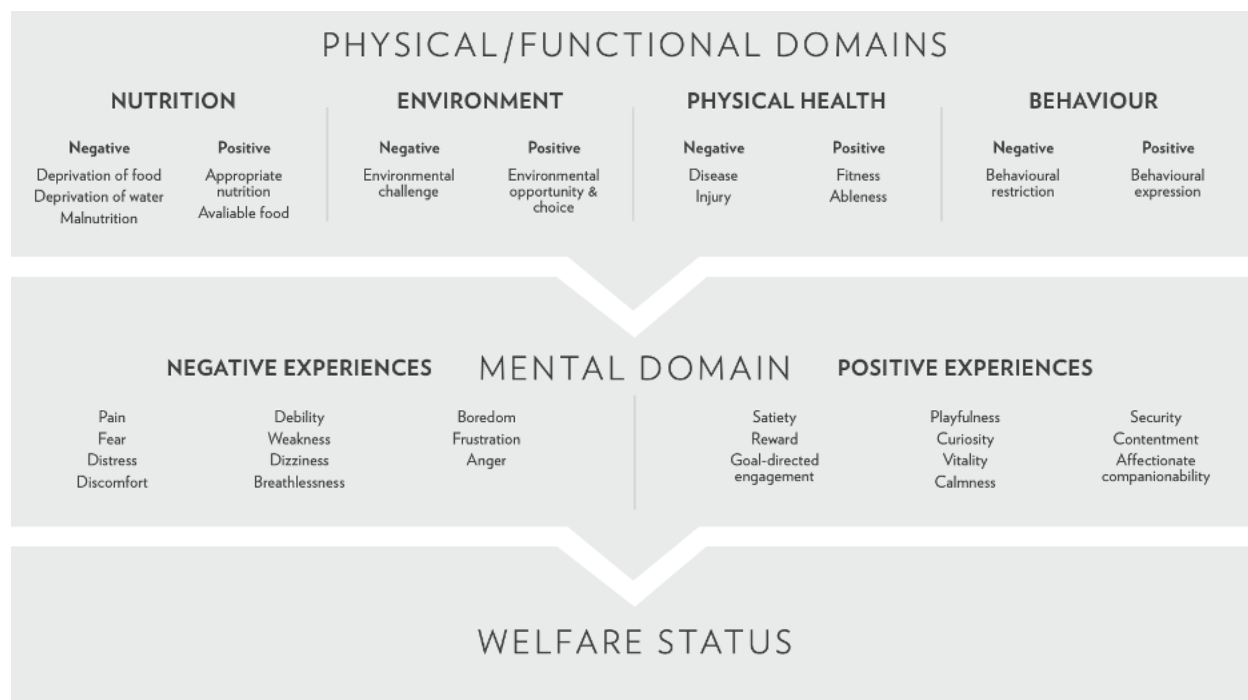 PHYSICAL/FUNCTIONAL DOMAINS
NUTRITION
Negative
Deprivation of food
Deprivation of water
Malnutrition
Positive
Appropriate
nutrition
Avaliable food
ENVIRONMENT
Negative
Environmental
challenge
Positive
Environmental
opportunity &
choice
PHYSICAL HEALTH
Negative
Disease
Injury
Positive
Fitness
Ableness
BEHAVIOUR
Negative
Behavioural
restriction
Positive
Behavioural
expression
MENTAL DOMAIN
NEGATIVE EXPERIENCES
Pain
Fear
Distress
Discomfort
Debility
Weakness
Dizziness
Breathlessness
Boredom
Frustration
Anger
POSITIVE EXPERIENCES
Satiety
Reward
Goal-directed
engagement
Playfulness
Curiosity
Vitality
Calmness
Security
Contentment
Affectionate
companionability
WELFARE STATUS